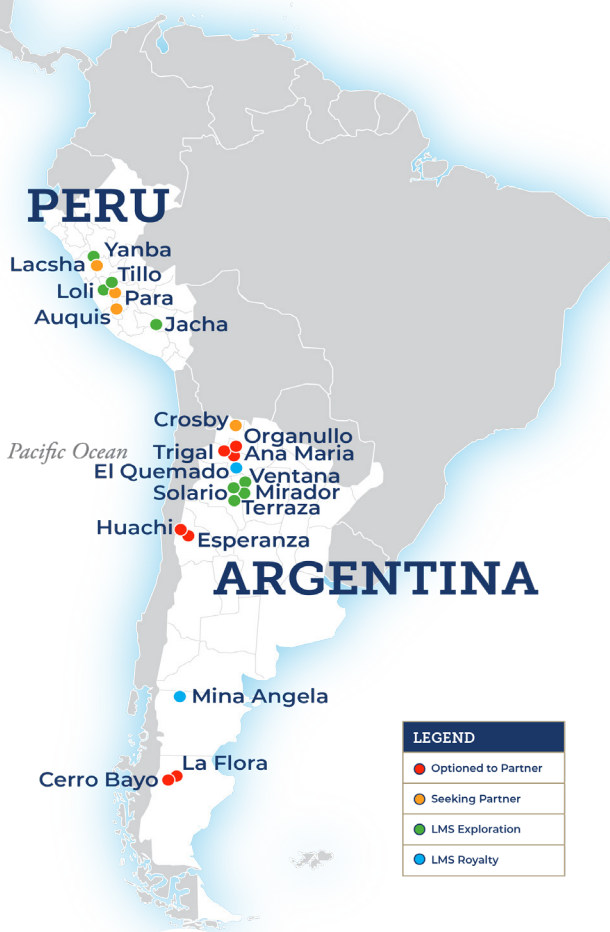 PERU
Yanba
Lacsha
Tillo
Loli
Para
Auquis
Jacha
Crosby
Organullo
Trigal
Ana Maria
Pacific Ocean
El Quemado
Ventana
Solario
Mirador
Terraza
Huachi
Esperanza
ARGENTINA
Mina Angela
La Flora
Cerro Bayo
LEGEND
Optioned to Partner
Seeking Partner
LMS Exploration
LMS Royalty